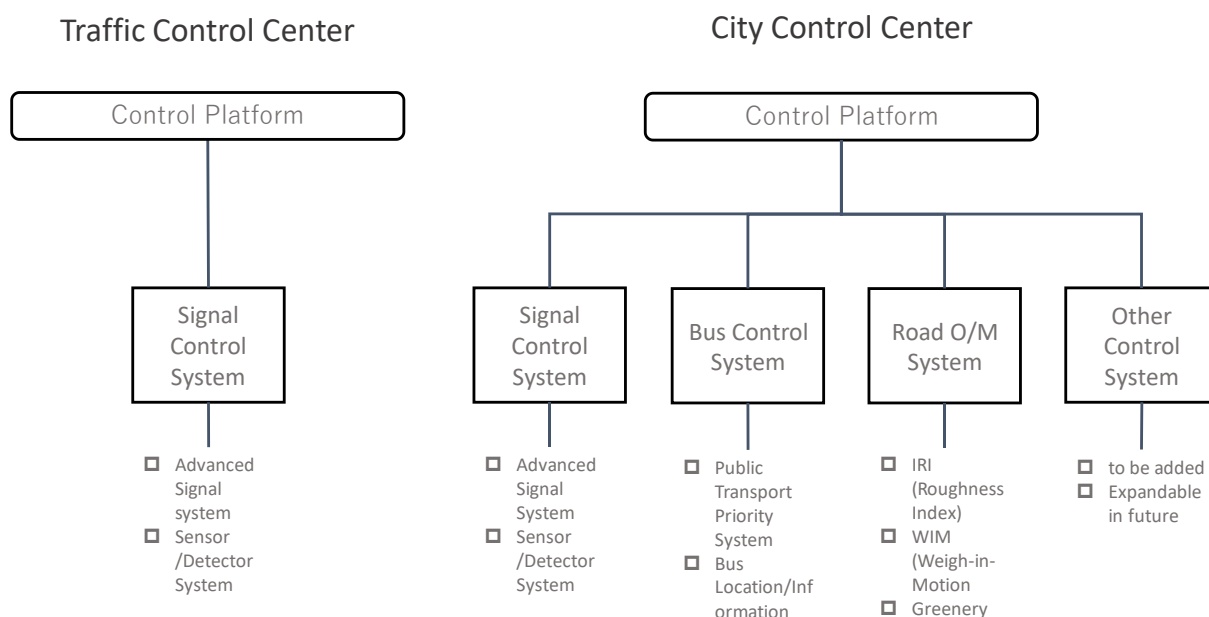 Traffic Control Center
City Control Center
Control Platform
Control Platform
Signal
Control
System
Signal
Control
System
Bus Control
System
Road O/M
System
Other
Control
System
Advanced
Signal
system
Sensor
/Detector
System
Advanced
Signal
System
Sensor
/Detector
System
Public
Transport
Priority
System
Bus
Location/Inf
ormation
IRI
(Roughness
Index)
WIM
(Weigh-in-
Motion
Greenery
to be added
Expandable
in future